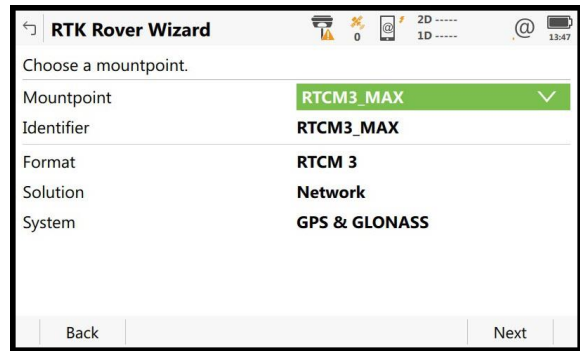 RTK Rover Wizard
0
@
2D -----
1D -----
@
13:47
Choose a mountpoint.
Mountpoint RTCM3_MAX
Identifier RTCM3_MAX
Format RTCM 3
Solution Network
System GPS & GLONASS
Back Next